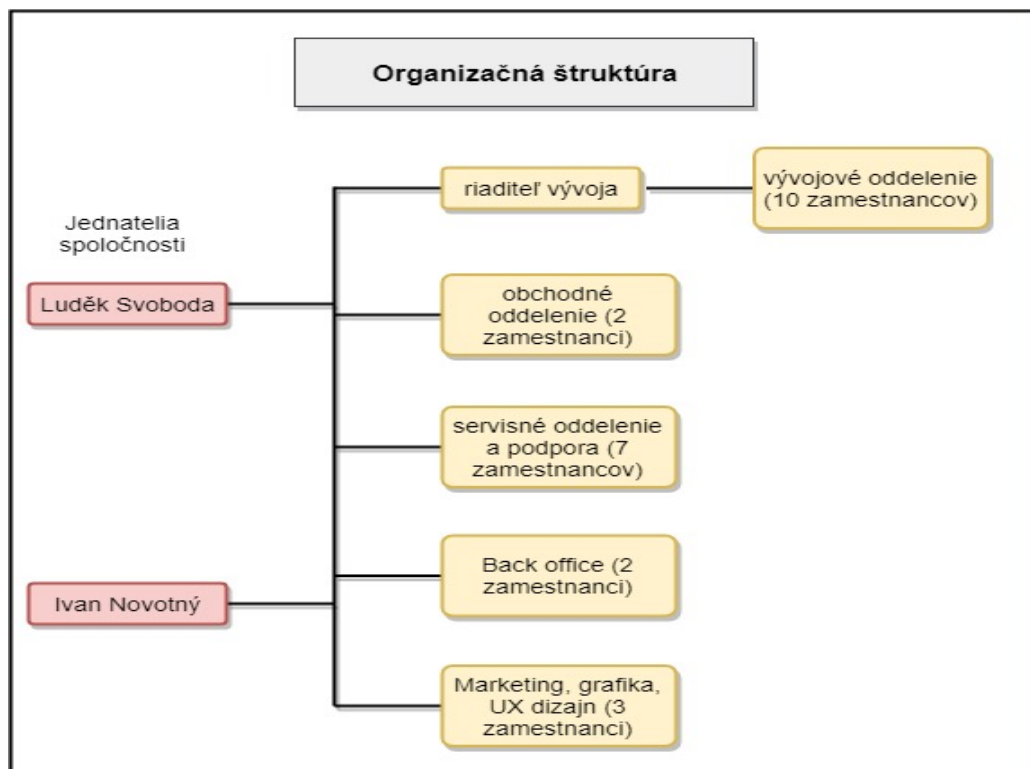 Organizačná štruktúra
riaditeľ vývoja
vývojové oddelenie
(10 zamestnancov)
Jednatelia
spoločnosti
Luděk Svoboda
obchodné
oddelenie (2
zamestnanci)
servisné oddelenie
a podpora (7
zamestnancov)
Back office (2
zamestnanci)
Ivan Novotný
Marketing, grafika,
UX dizajn (3
zamestnanci)